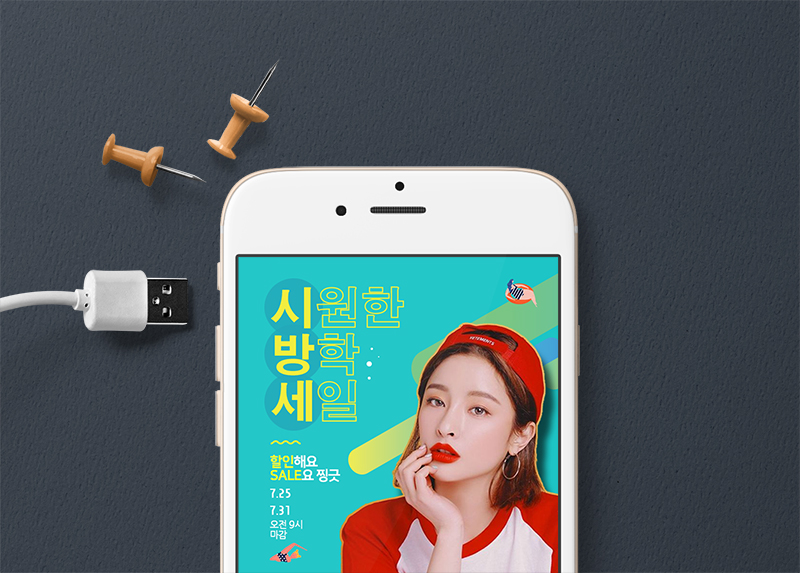 시원한
방학
세일
할인해요
SALE요 찡긋
7.25
7.31
오전 9시
마감
VETEMENTS